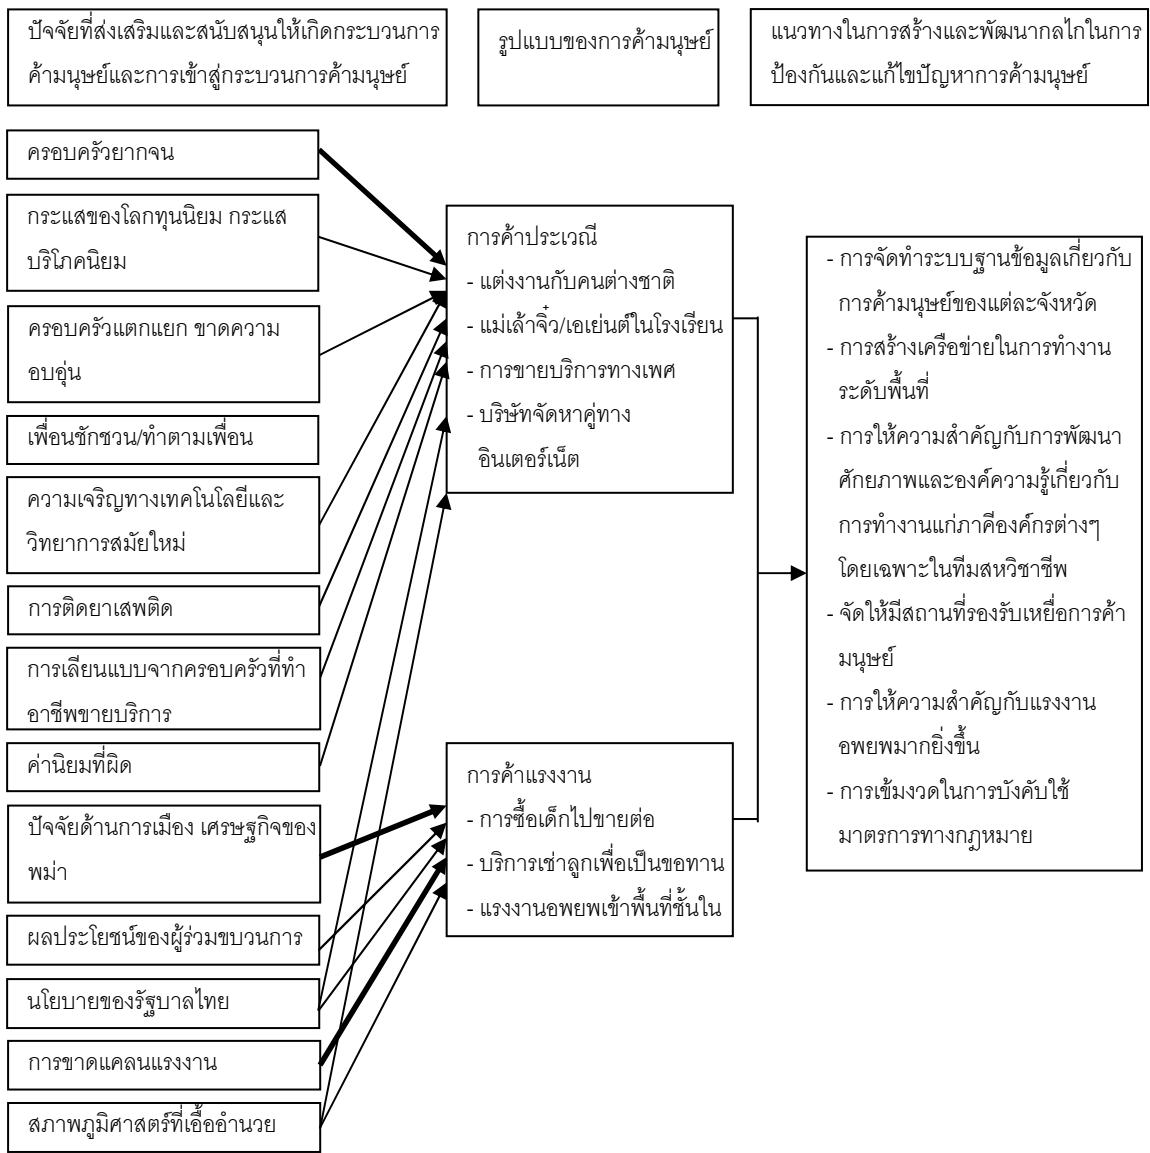 ปัจจัยที่ส่งเสริมและสนับสนุนให้เกิดกระบวนการ
ค้ามนุษย์และการเข้าสู่กระบวนการค้ามนุษย์
รูปแบบของการค้ามนุษย์
แนวทางในการสร้างและพัฒนากลไกในการ
ป้องกันและแก้ไขปัญหาการค้ามนุษย์
ครอบครัวยากจน
กระแสของโลกทุนนิยม กระแส
บริโภคนิยม
ครอบครัวแตกแยก ขาดความ
อบอุ่น
เพื่อนชักชวน/ทำตามเพื่อน
ความเจริญทางเทคโนโลยีและ
วิทยาการสมัยใหม่
การติดยาเสพติด
การเลียนแบบจากครอบครัวที่ทำ
อาชีพขายบริการ
ค่านิยมที่ผิด
ปัจจัยด้านการเมือง เศรษฐกิจของ
พม่า
ผลประโยชน์ของผู้ร่วมขบวนการ
นโยบายของรัฐบาลไทย
การขาดแคลนแรงงาน
สภาพภูมิศาสตร์ที่เอื้ออำนวย
การค้าประเวณี
- แต่งงานกับคนต่างชาติ
- แม่เล้าจิ๋ว/เอเย่นต์ในโรงเรียน
- การขายบริการทางเพศ
- บริษัทจัดหาคู่ทาง
อินเตอร์เน็ต
การค้าแรงงาน
- การซื้อเด็กไปขายต่อ
- บริการเช่าลูกเพื่อเป็นขอทาน
- แรงงานอพยพเข้าพื้นที่ชั้นใน
- การจัดทำระบบฐานข้อมูลเกี่ยวกับ
การค้ามนุษย์ของแต่ละจังหวัด
- การสร้างเครือข่ายในการทำงาน
ระดับพื้นที่
- การให้ความสำคัญกับการพัฒนา
ศักยภาพและองค์ความรู้เกี่ยวกับ
การทำงานแก่ภาคีองค์กรต่างๆ
โดยเฉพาะในทีมสหวิชาชีพ
- จัดให้มีสถานที่รองรับเหยื่อการค้า
มนุษย์
- การให้ความสำคัญกับแรงงาน
อพยพมากยิ่งขึ้น
- การเข้มงวดในการบังคับใช้
มาตรการทางกฎหมาย